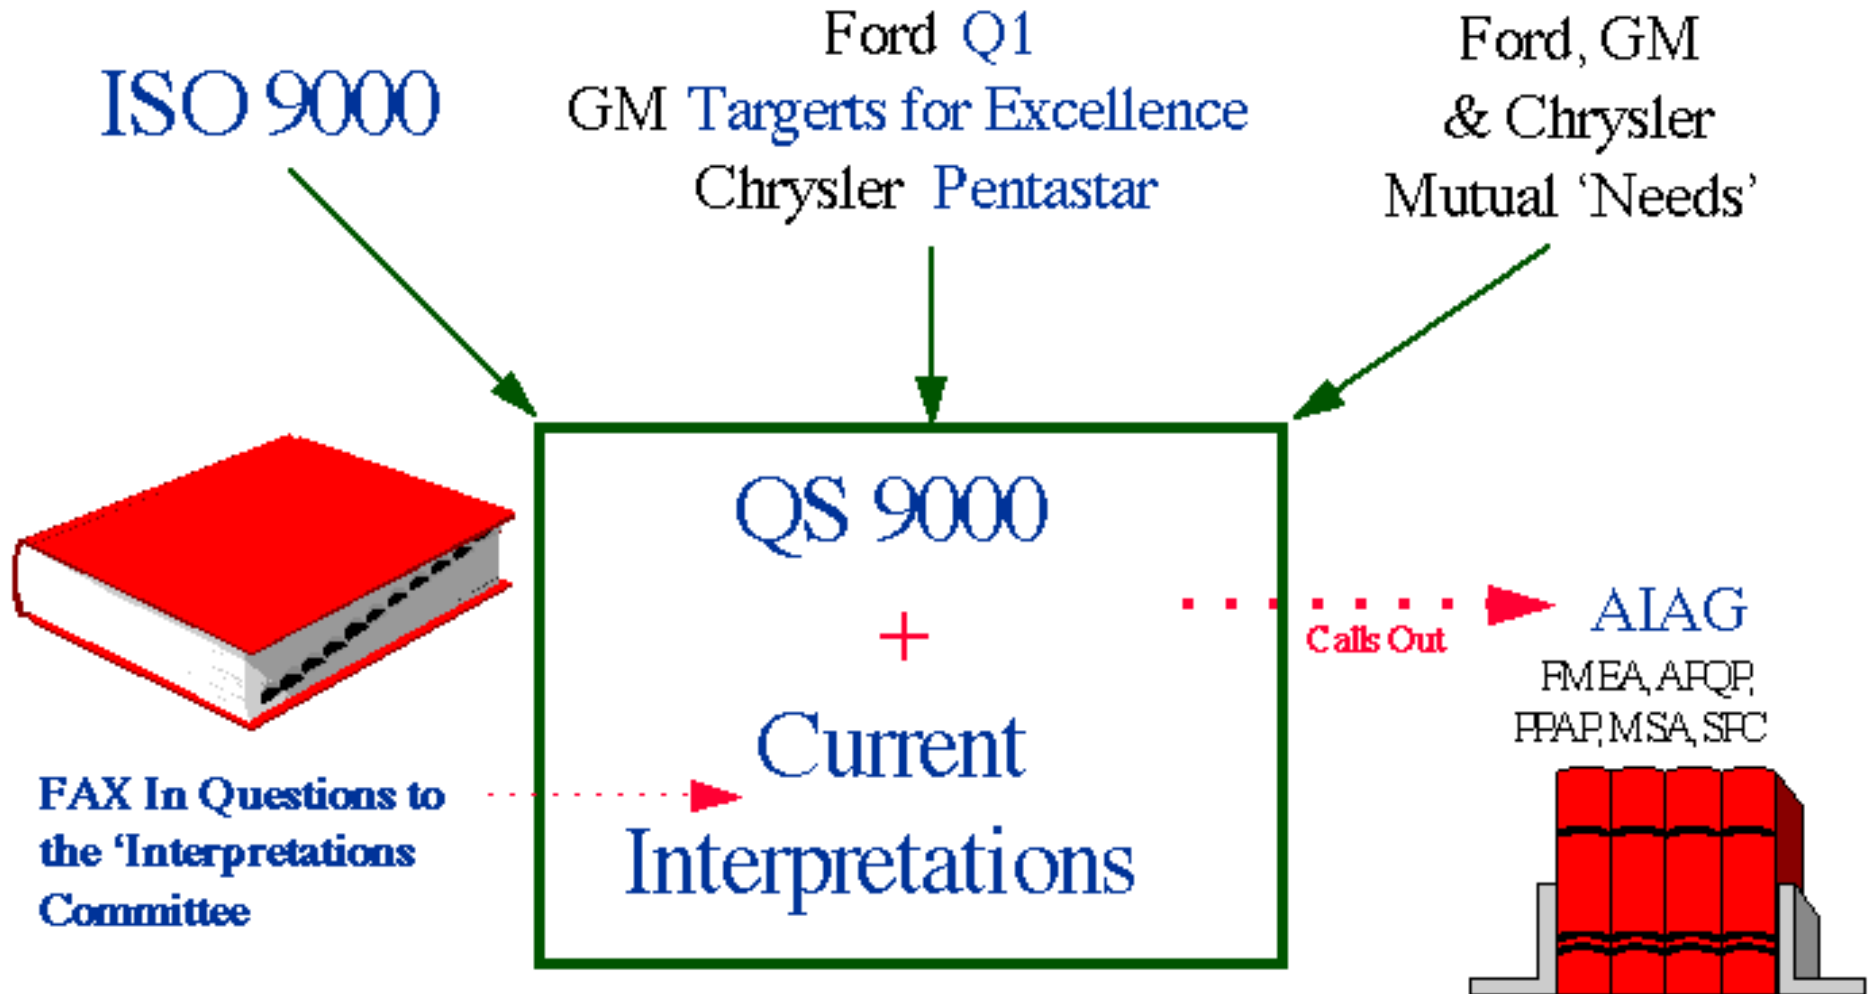 ISO 9000
Ford Q1
GM Targerts for Excellence
Chrysler Pentastar
Ford, GM
& Chrysler
Mutual ‘Needs’
QS 9000
+
Current
Interpretations
Calls Out
AIAG
FMEA, APQP,
PPAP, MSA, SPC
FAX In Questions to
the ‘Interpretations
Committee